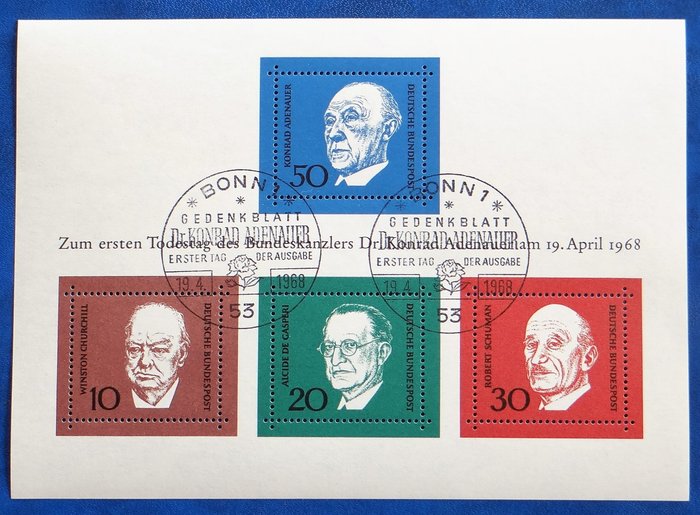 KONRAD ADENAUER
50
DEUTSCHE BUNDESPOST
BONN 1
GEDENKBLATT
Dr. KONRAD ADENAUER
ERSTER TAG DER AUSGABE
19.4. 1968
53
BONN 1
GEDENKBLATT
Dr. KONRAD ADENAUER
ERSTER TAG DER AUSGABE
19.4. 1968
53
Zum ersten Todestag des Bundeskanzlers Dr. Konrad Adenauer am 19. April 1968
WINSTON CHURCHILL
10
DEUTSCHE BUNDESPOST
ALCIDE DE GASPERI
20
DEUTSCHE BUNDESPOST
ROBERT SCHUMAN
30
DEUTSCHE BUNDESPOST